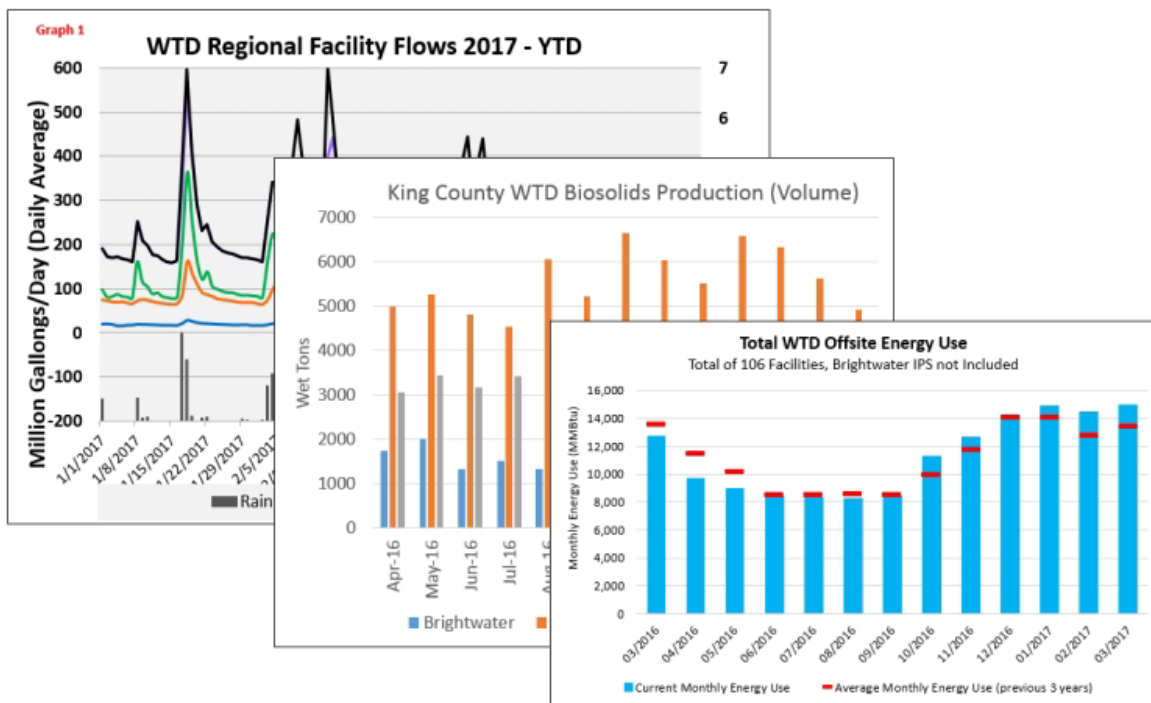 Graph 1
WTD Regional Facility Flows 2017 - YTD
Million Gallongs/Day (Daily Average)
600
500
400
300
200
100
0
-100
-200
7
6
1/1/2017
1/8/2017
1/15/2017
1/22/2017
1/29/2017
2/5/2017
Rain
King County WTD Biosolids Production (Volume)
Wet Tons
7000
6000
5000
4000
3000
2000
1000
0
Apr-16
May-16
Jun-16
Jul-16
Aug-16
Brightwater
Total WTD Offsite Energy Use
Total of 106 Facilities, Brightwater IPS not Included
Monthly Energy Use (MMBtu)
16,000
14,000
12,000
10,000
8,000
6,000
4,000
2,000
0
03/2016
04/2016
05/2016
06/2016
07/2016
08/2016
09/2016
10/2016
11/2016
12/2016
01/2017
02/2017
03/2017
Current Monthly Energy Use
Average Monthly Energy Use (previous 3 years)